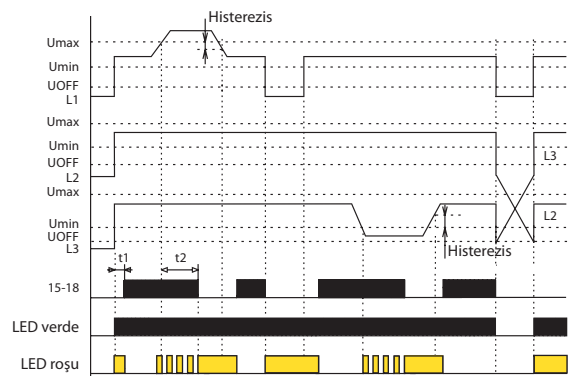 Histerezis
Umax
Umin
UOFF
L1
Umax
Umin
UOFF
L2
L3
Umax
Umin
UOFF
L3
L2
Histerezis
t1
t2
15-18
LED verde
LED roşu